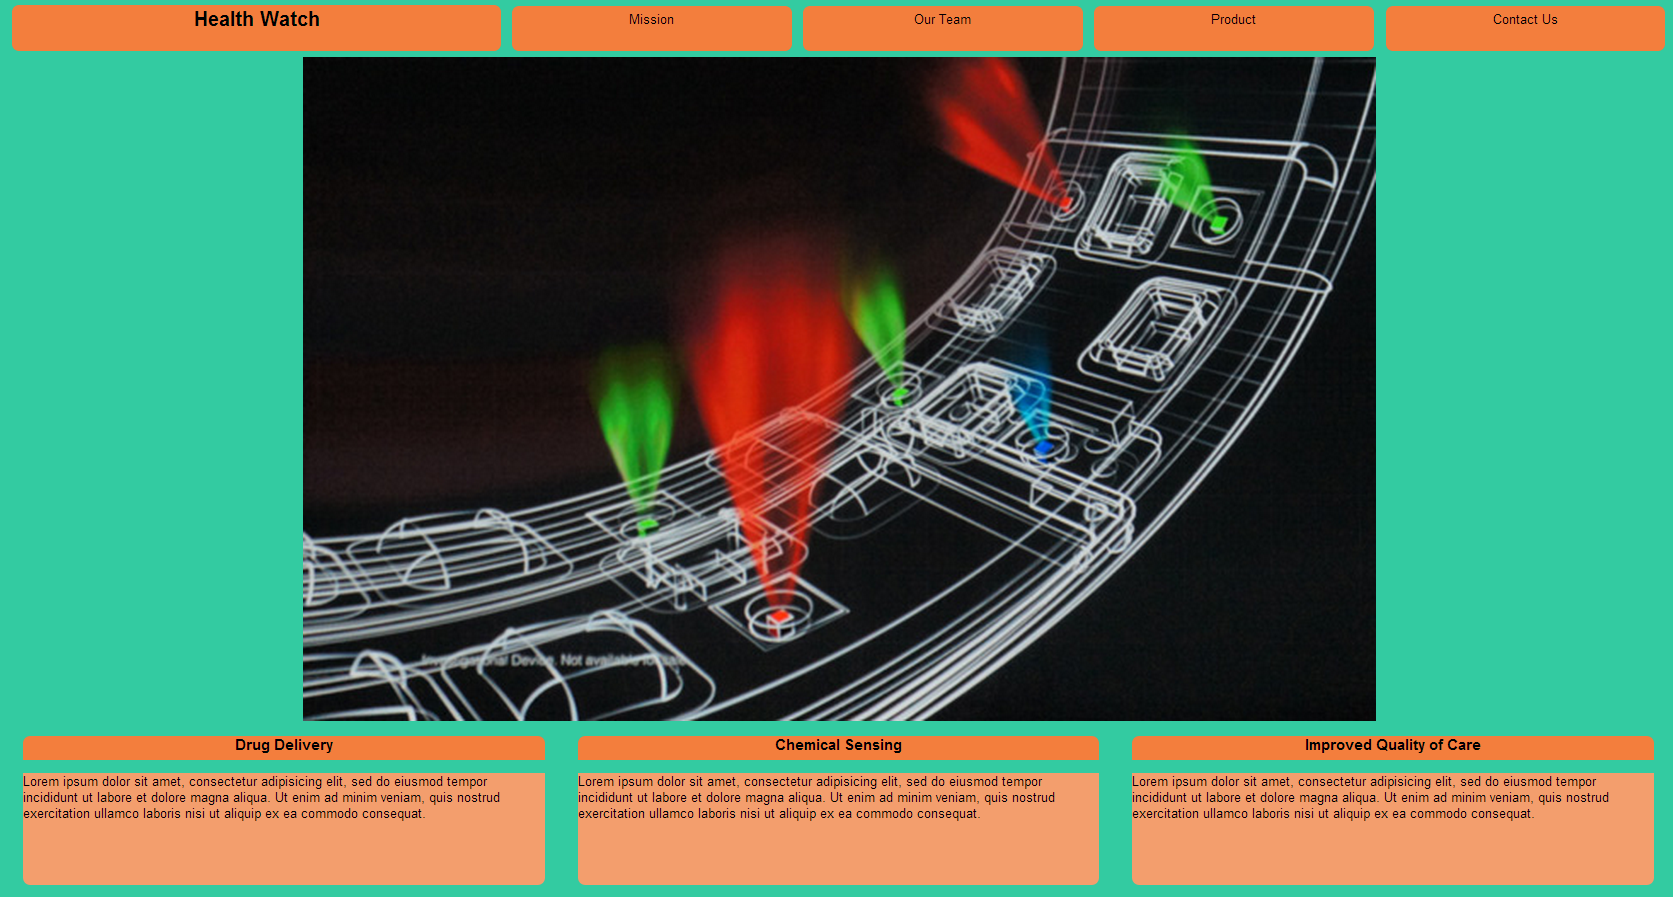 Health Watch
Mission
Our Team
Product
Contact Us
Investigational Device. Not available for sale
Drug Delivery
Chemical Sensing
Improved Quality of Care
Lorem ipsum dolor sit amet, consectetur adipisicing elit, sed do eiusmod tempor
incididunt ut labore et dolore magna aliqua. Ut enim ad minim veniam, quis nostrud
exercitation ullamco laboris nisi ut aliquip ex ea commodo consequat.
Lorem ipsum dolor sit amet, consectetur adipisicing elit, sed do eiusmod tempor
incididunt ut labore et dolore magna aliqua. Ut enim ad minim veniam, quis nostrud
exercitation ullamco laboris nisi ut aliquip ex ea commodo consequat.
Lorem ipsum dolor sit amet, consectetur adipisicing elit, sed do eiusmod tempor
incididunt ut labore et dolore magna aliqua. Ut enim ad minim veniam, quis nostrud
exercitation ullamco laboris nisi ut aliquip ex ea commodo consequat.